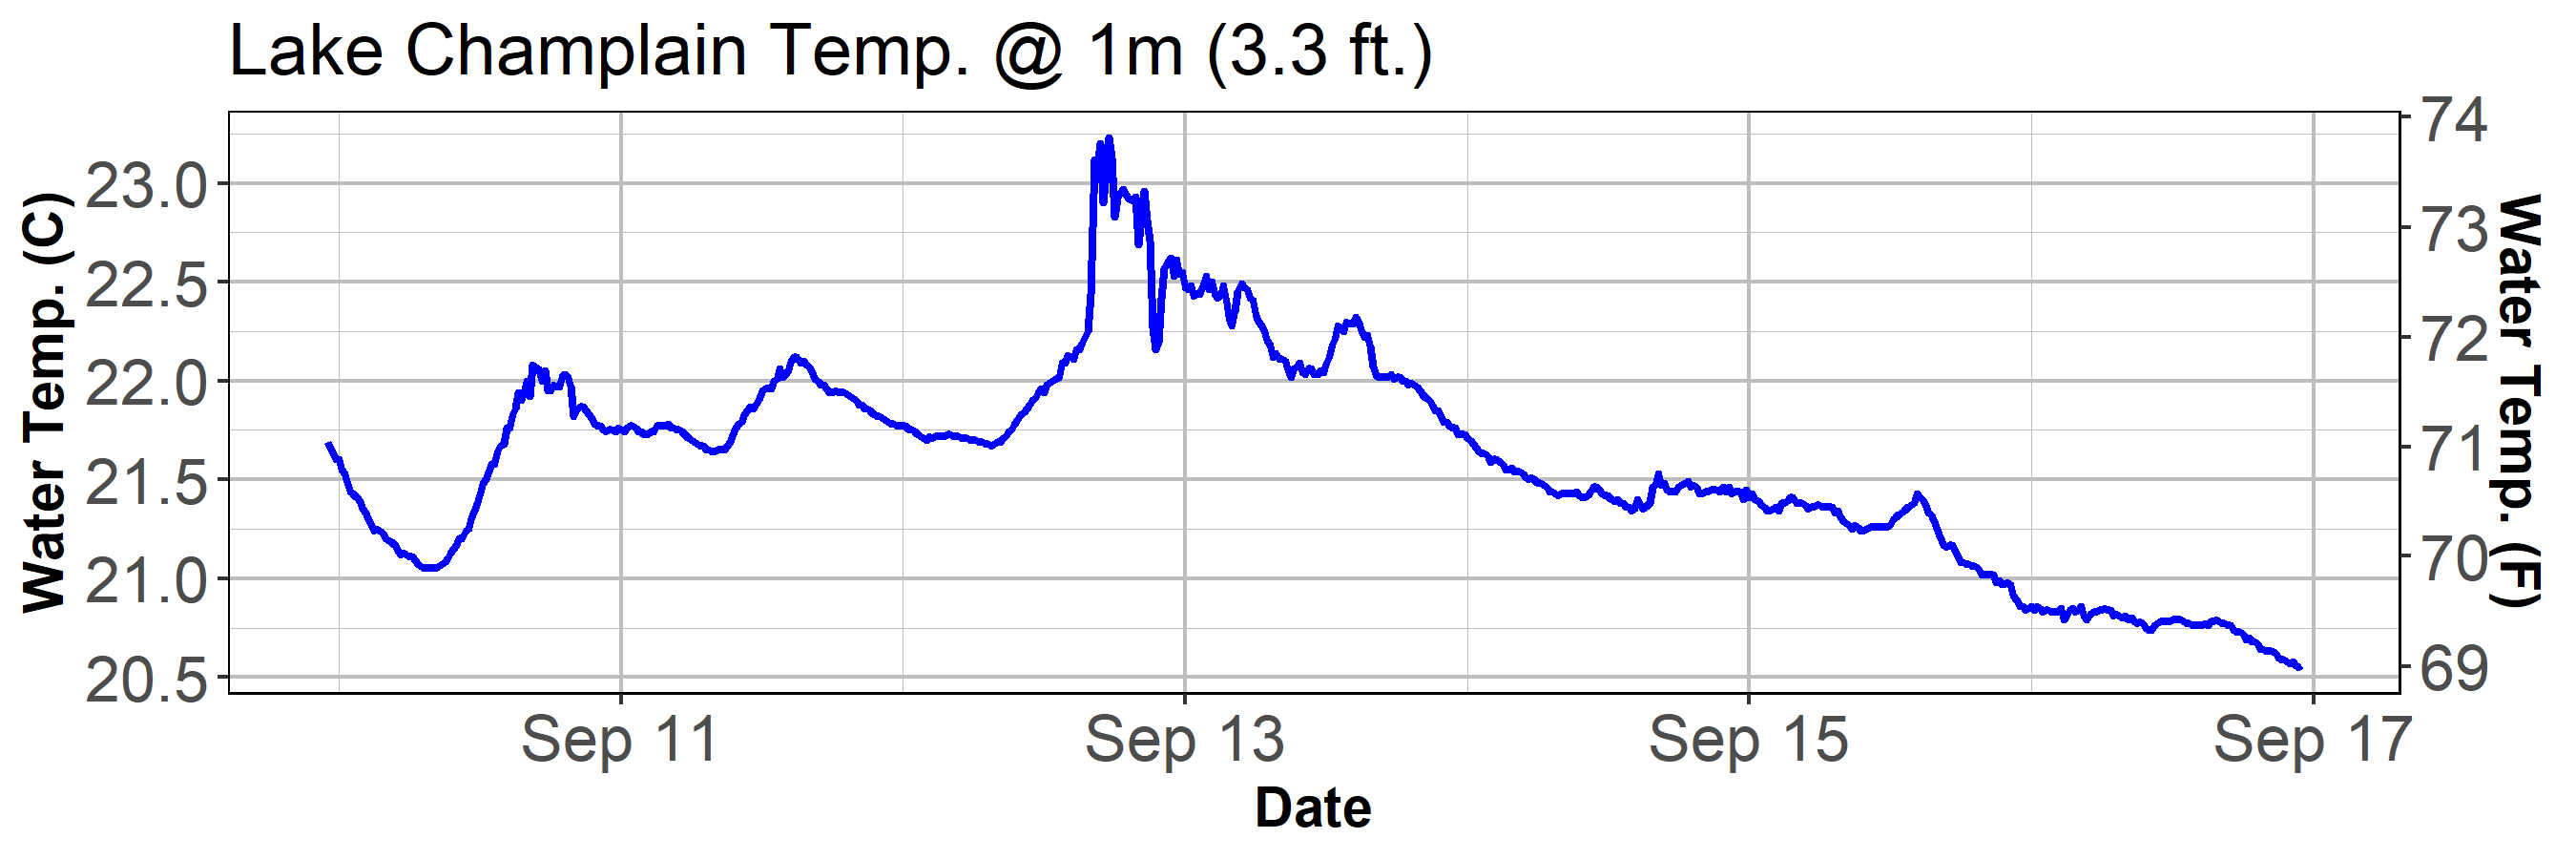 Lake Champlain Temp. @ 1m (3.3 ft.)
Water Temp. (C)
23.0
22.5
22.0
21.5
21.0
20.5
74
73
72
71
70
69
Water Temp. (F)
Sep 11 Sep 13 Sep 15 Sep 17
Date